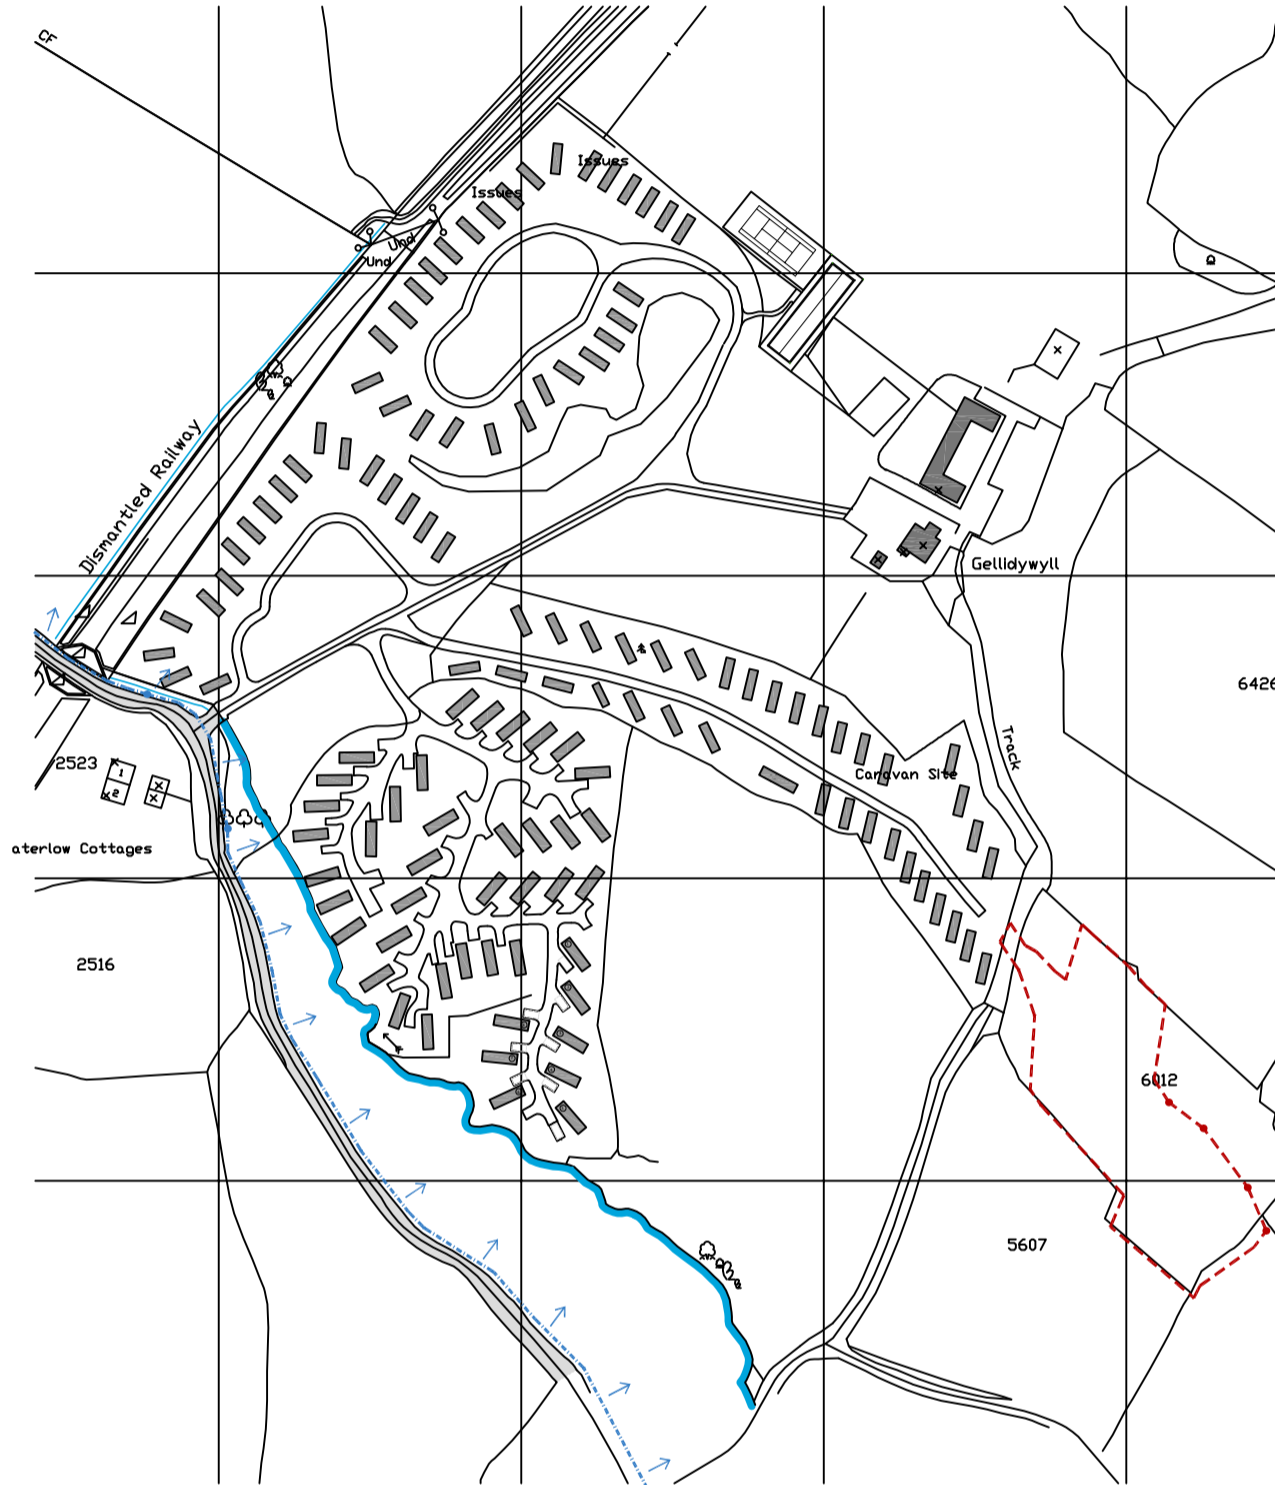 CF
Issues
Issues
Und
Und
Dismantled Railway
Gellidywyll
6426
Track
2523
1
2
Caravan Site
aterlow Cottages
2516
6012
5607